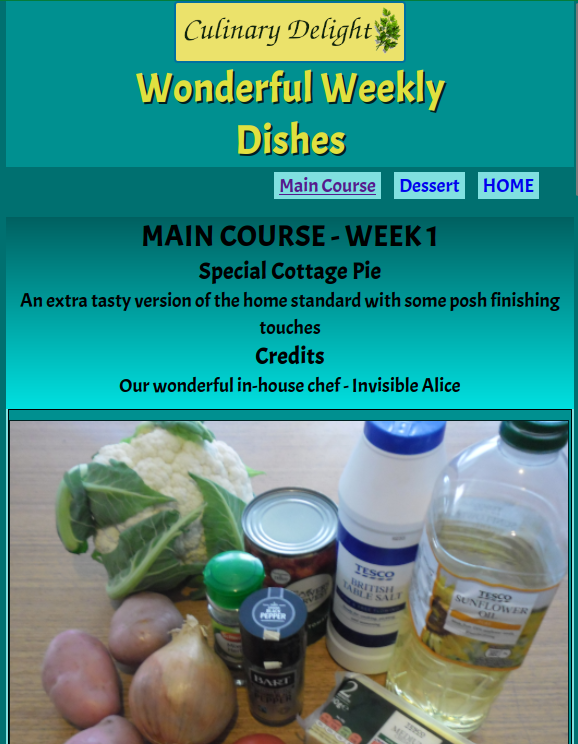 Culinary Delight
Wonderful Weekly
Dishes
Main Course Dessert HOME
MAIN COURSE - WEEK 1
Special Cottage Pie
An extra tasty version of the home standard with some posh finishing
touches
Credits
Our wonderful in-house chef - Invisible Alice
TESCO
BRITISH
TABLE SALT
TESCO
SUNFLOWER
OIL
PEPPER
BART
PEPPER
2